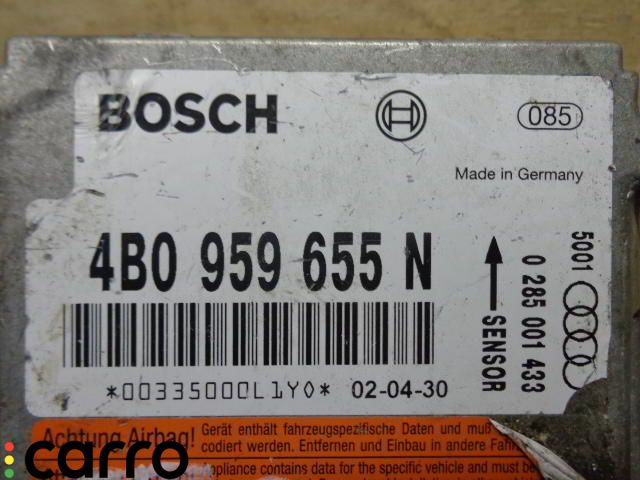 BOSCH
085
Made in Germany
4B0 959 655 N
SENSOR
0 285 001 433
5001
*00335000L1Y0* 02-04-30
Achtung Airbag! Gerät enthält fahrzeugspezifische Daten und muß
codiert werden. Entfernen und Einbau in andere
appliance contains data for the specific vehicle and must be
carro